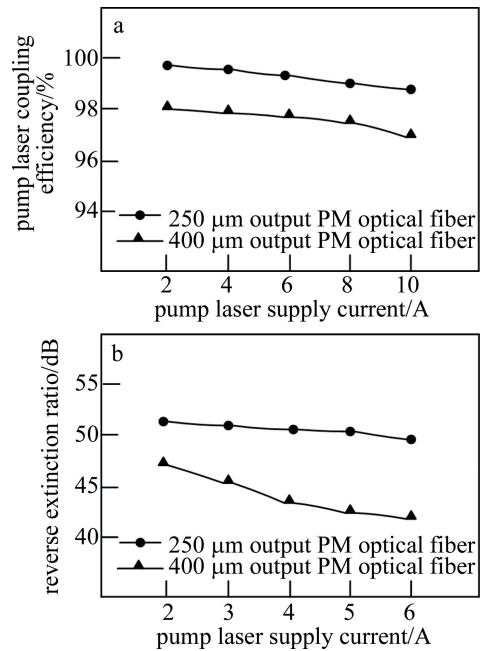 a
pump laser coupling
efficiency/%
100
98
96
94
250 μm output PM optical fiber
400 μm output PM optical fiber
2 4 6 8 10
pump laser supply current/A
b
reverse extinction ratio/dB
55
50
45
40
250 μm output PM optical fiber
400 μm output PM optical fiber
2 3 4 5 6
pump laser supply current/A